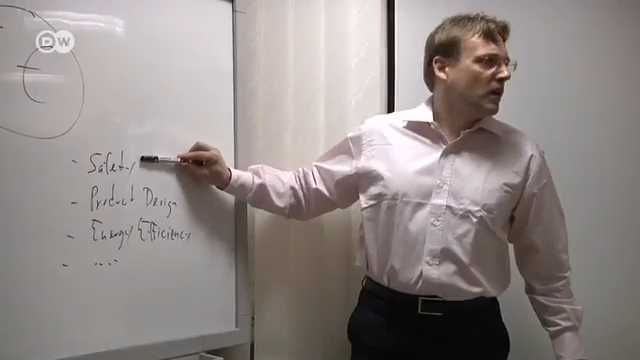 DW
- Safety
- Product Design
- Energy Efficiency
- ....